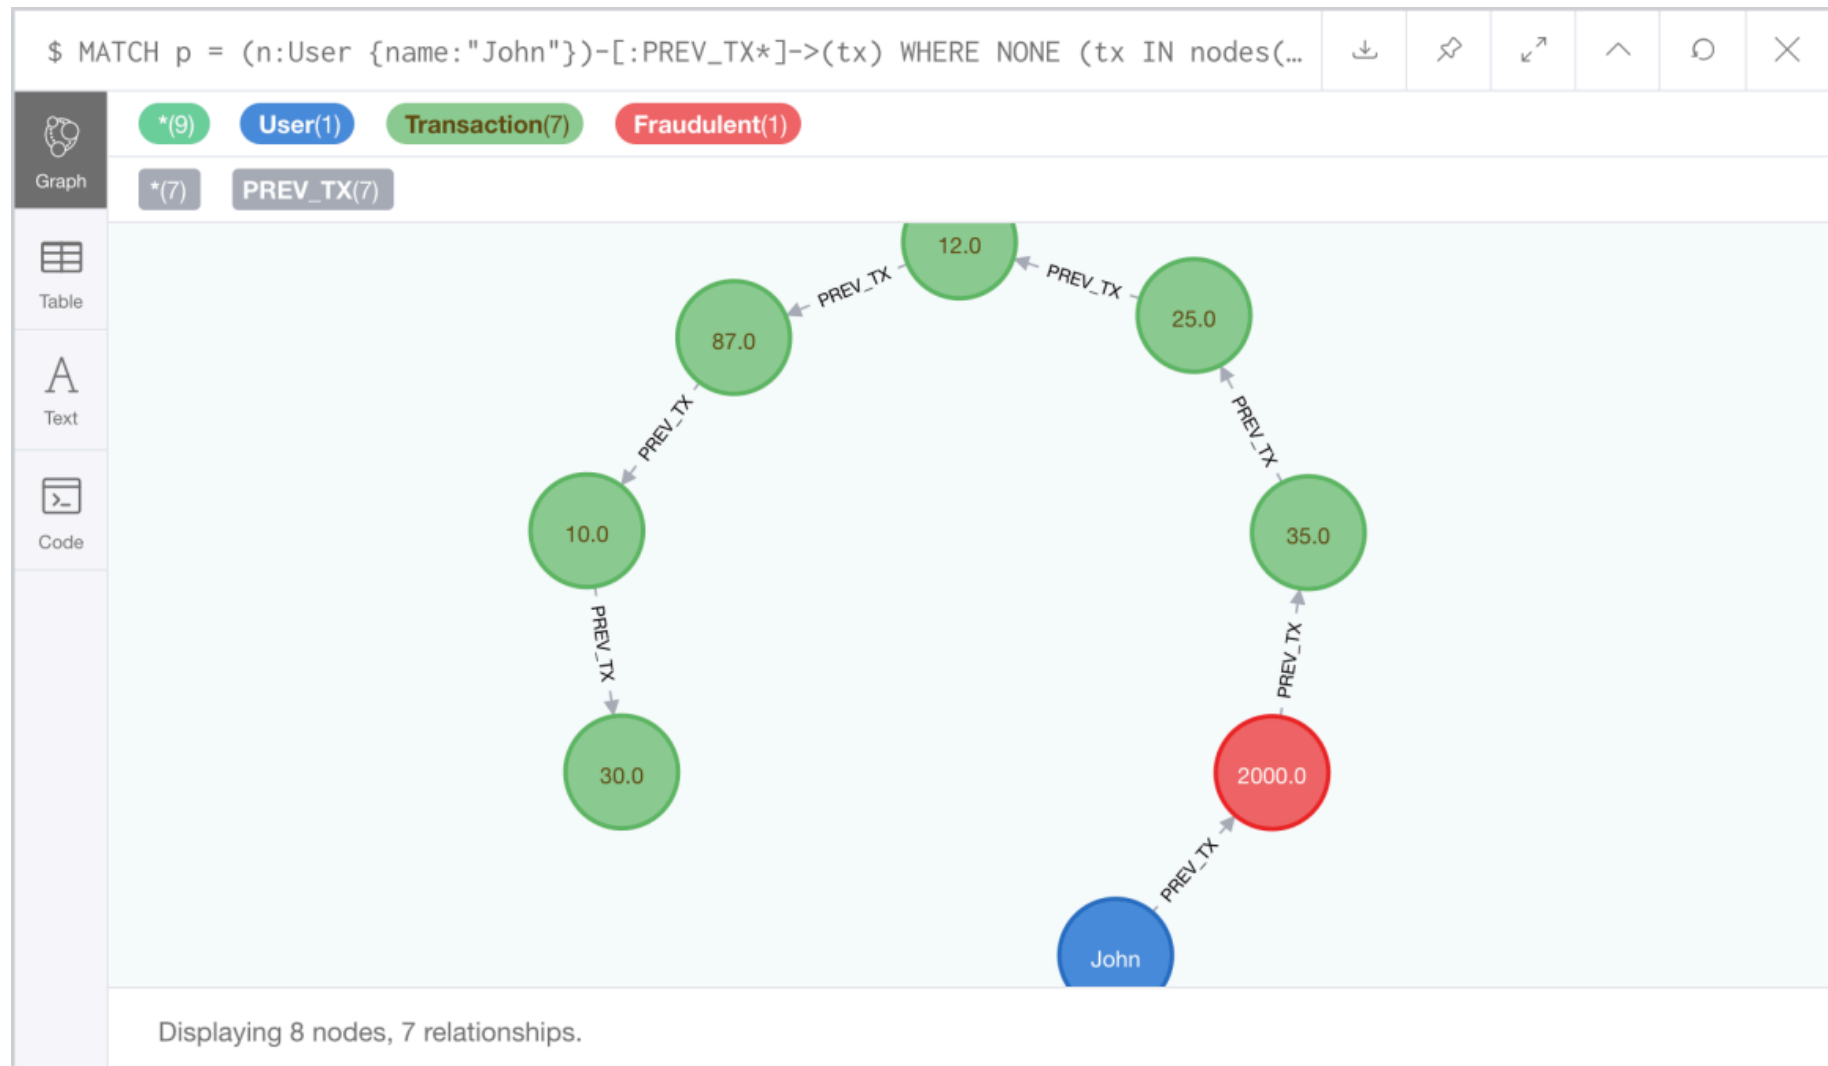 $ MATCH p = (n:User {name:"John"})-[:PREV_TX*]->(tx) WHERE NONE (tx IN nodes(…
*(9) User(1) Transaction(7) Fraudulent(1)
*(7) PREV_TX(7)
Graph
Table
Text
Code
12.0
PREV_TX
PREV_TX
25.0
87.0
PREV_TX
PREV_TX
10.0
35.0
PREV_TX
PREV_TX
30.0
2000.0
PREV_TX
John
Displaying 8 nodes, 7 relationships.